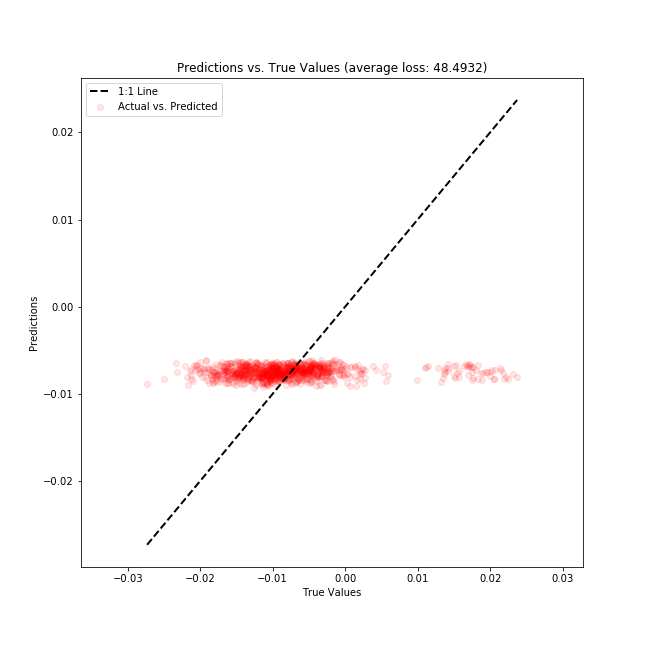 Predictions vs. True Values (average loss: 48.4932)
1:1 Line
Actual vs. Predicted
0.02
0.01
0.00
−0.01
−0.02
Predictions
−0.03 −0.02 −0.01 0.00 0.01 0.02 0.03
True Values